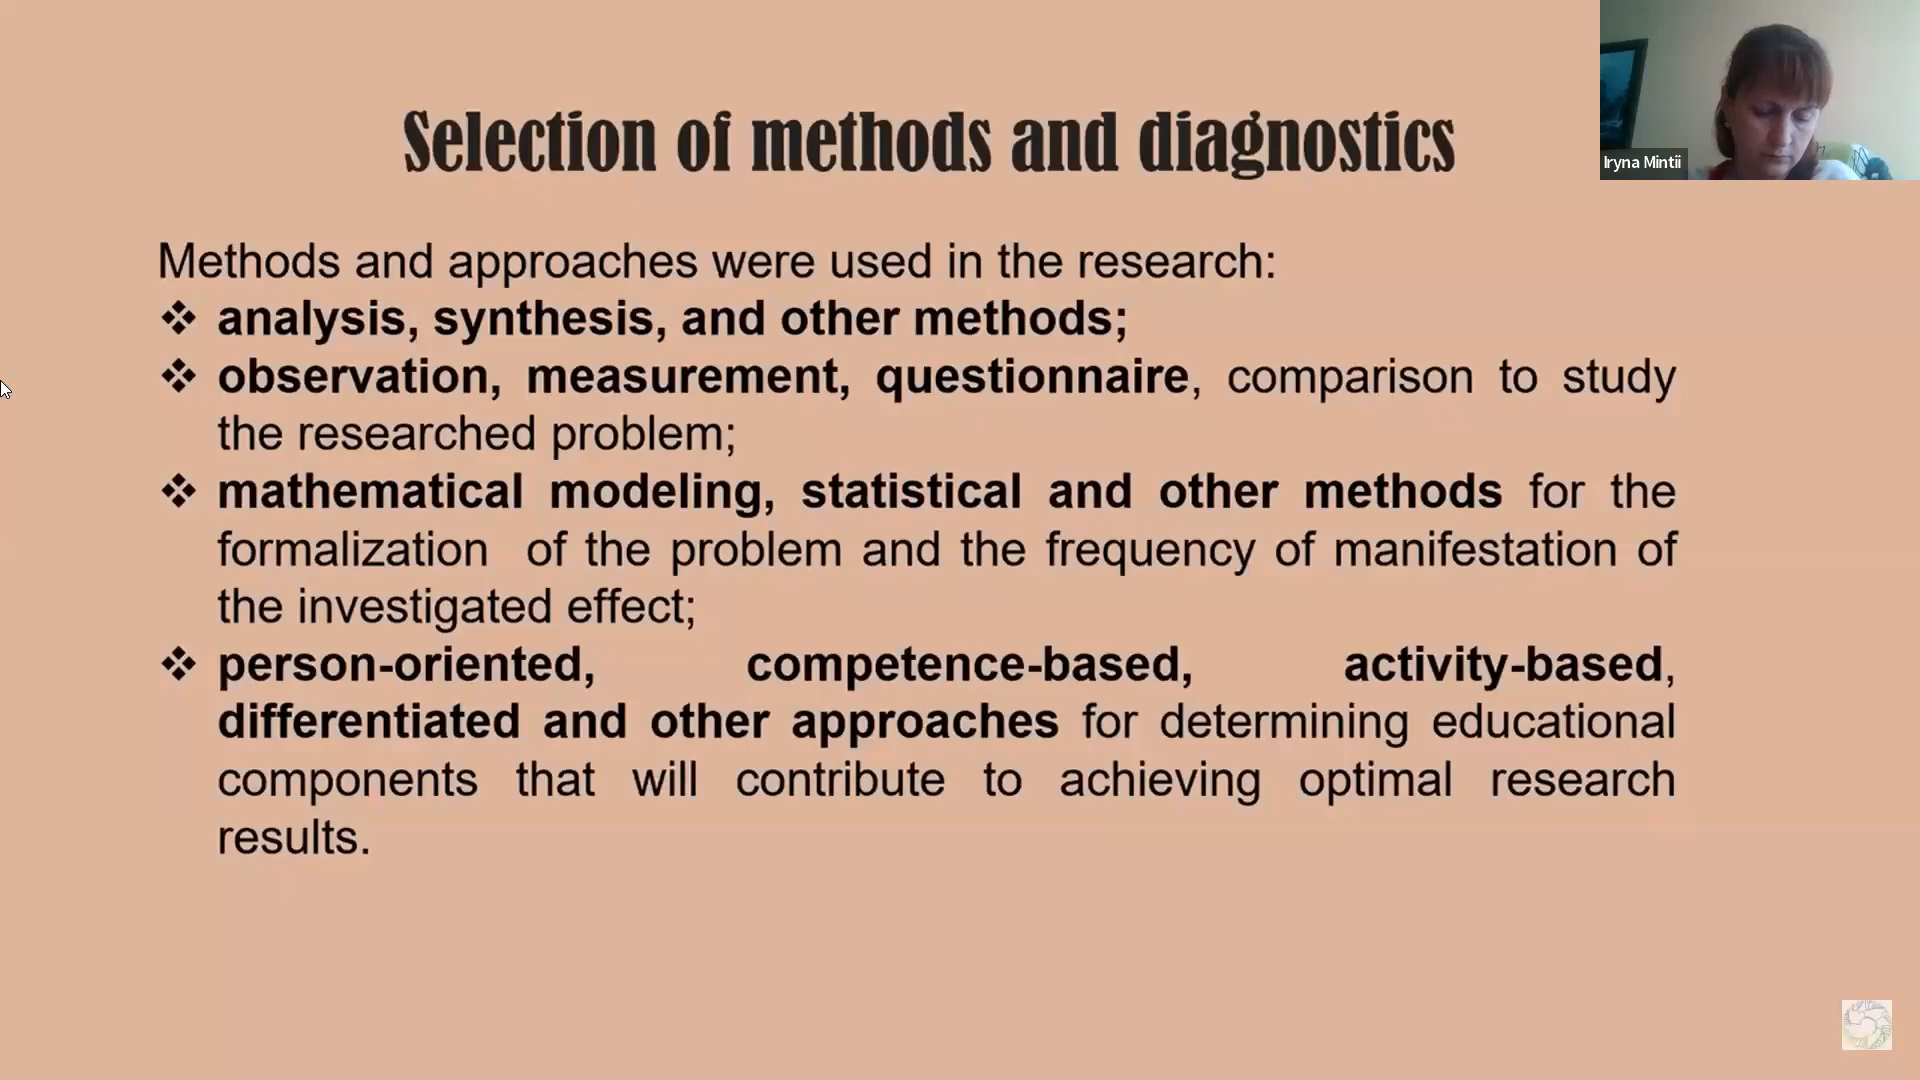 Selection of methods and diagnostics
Iryna Mintii
Methods and approaches were used in the research:
❖ analysis, synthesis, and other methods;
❖ observation, measurement, questionnaire, comparison to study
the researched problem;
❖ mathematical modeling, statistical and other methods for the
formalization of the problem and the frequency of manifestation of
the investigated effect;
❖ person-oriented, competence-based, activity-based,
differentiated and other approaches for determining educational
components that will contribute to achieving optimal research
results.